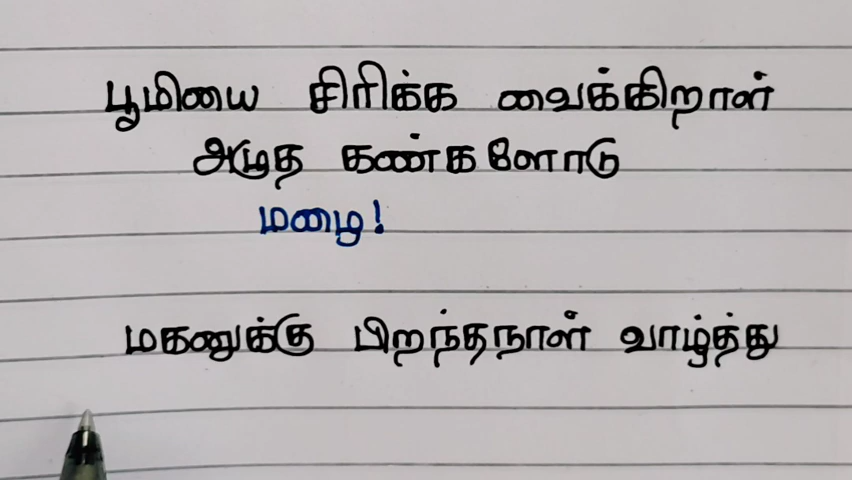 பூமியை சிரிக்க வைக்கிறாள்
அழுத கண்களோடு
மழை!
மகனுக்கு பிறந்தநாள் வாழ்த்து